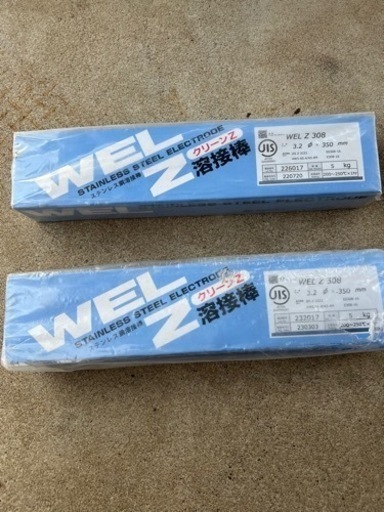 WEL
Z
クリーンZ
STAINLESS STEEL ELECTRODE
ステンレス鋼溶接棒
溶接棒
JIS
WEL Z 308
3.2 Ø × 350 mm
226017
5 kg
220720
WEL
Z
クリーンZ
STAINLESS STEEL ELECTRODE
ステンレス鋼溶接棒
溶接棒
JIS
WEL Z 308
3.2 Ø × 350 mm
232017
5 kg
230303